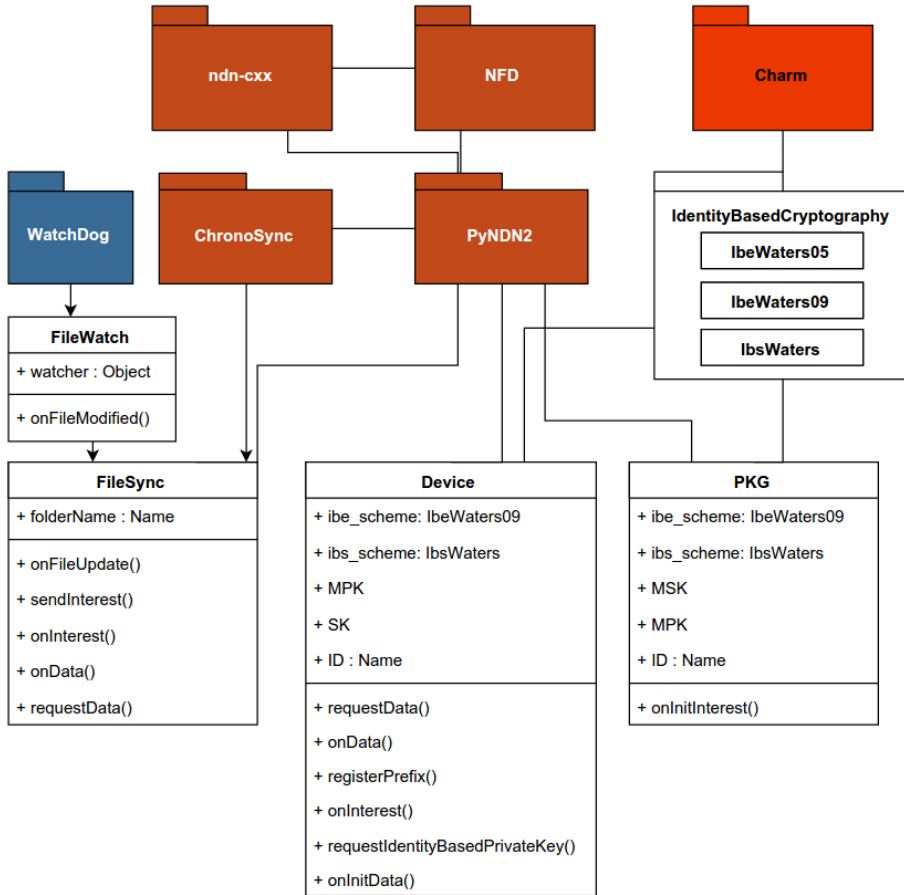 ndn-cxx
NFD
Charm
WatchDog
ChronoSync
PyNDN2
IdentityBasedCryptography
IbeWaters05
IbeWaters09
IbsWaters
FileWatch
+ watcher : Object
+ onFileModified()
FileSync
+ folderName : Name
+ onFileUpdate()
+ sendInterest()
+ onInterest()
+ onData()
+ requestData()
Device
+ ibe_scheme: IbeWaters09
+ ibs_scheme: IbsWaters
+ MPK
+ SK
+ ID : Name
+ requestData()
+ onData()
+ registerPrefix()
+ onInterest()
+ requestIdentityBasedPrivateKey()
+ onInitData()
PKG
+ ibe_scheme: IbeWaters09
+ ibs_scheme: IbsWaters
+ MSK
+ MPK
+ ID : Name
+ onInitInterest()